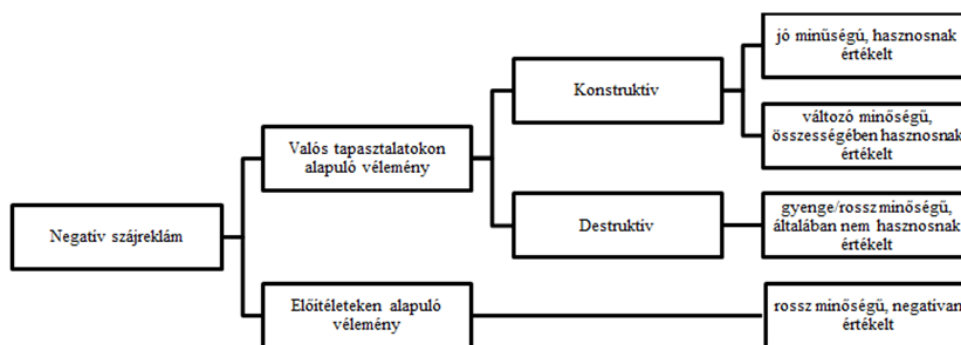 jó minüségú, hasznosnak
értékelt
Konstruktív
változó minőségű,
összességében hasznosnak
értékelt
Valós tapasztalatokon
alapuló vélemény
Negatív szájreklám
Destruktív
gyenge/rossz minőségű,
általában nem hasznosnak
értékelt
Előítéleteken alapuló
vélemény
rossz minőségű, negatívan
értékelt